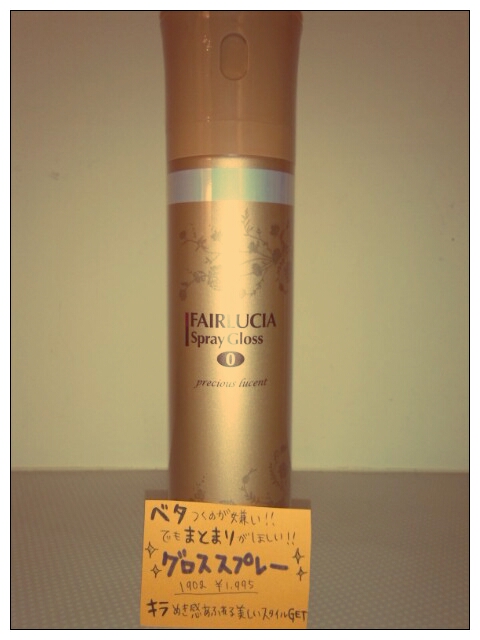 FAIRLUCIA
Spray Gloss
0
precious lucent
ベタつくのが嫌い!!
でもまとまりがほしい!!
グロススプレー
190g ¥1,995
キラめき感あふれる美しいスタイルGET